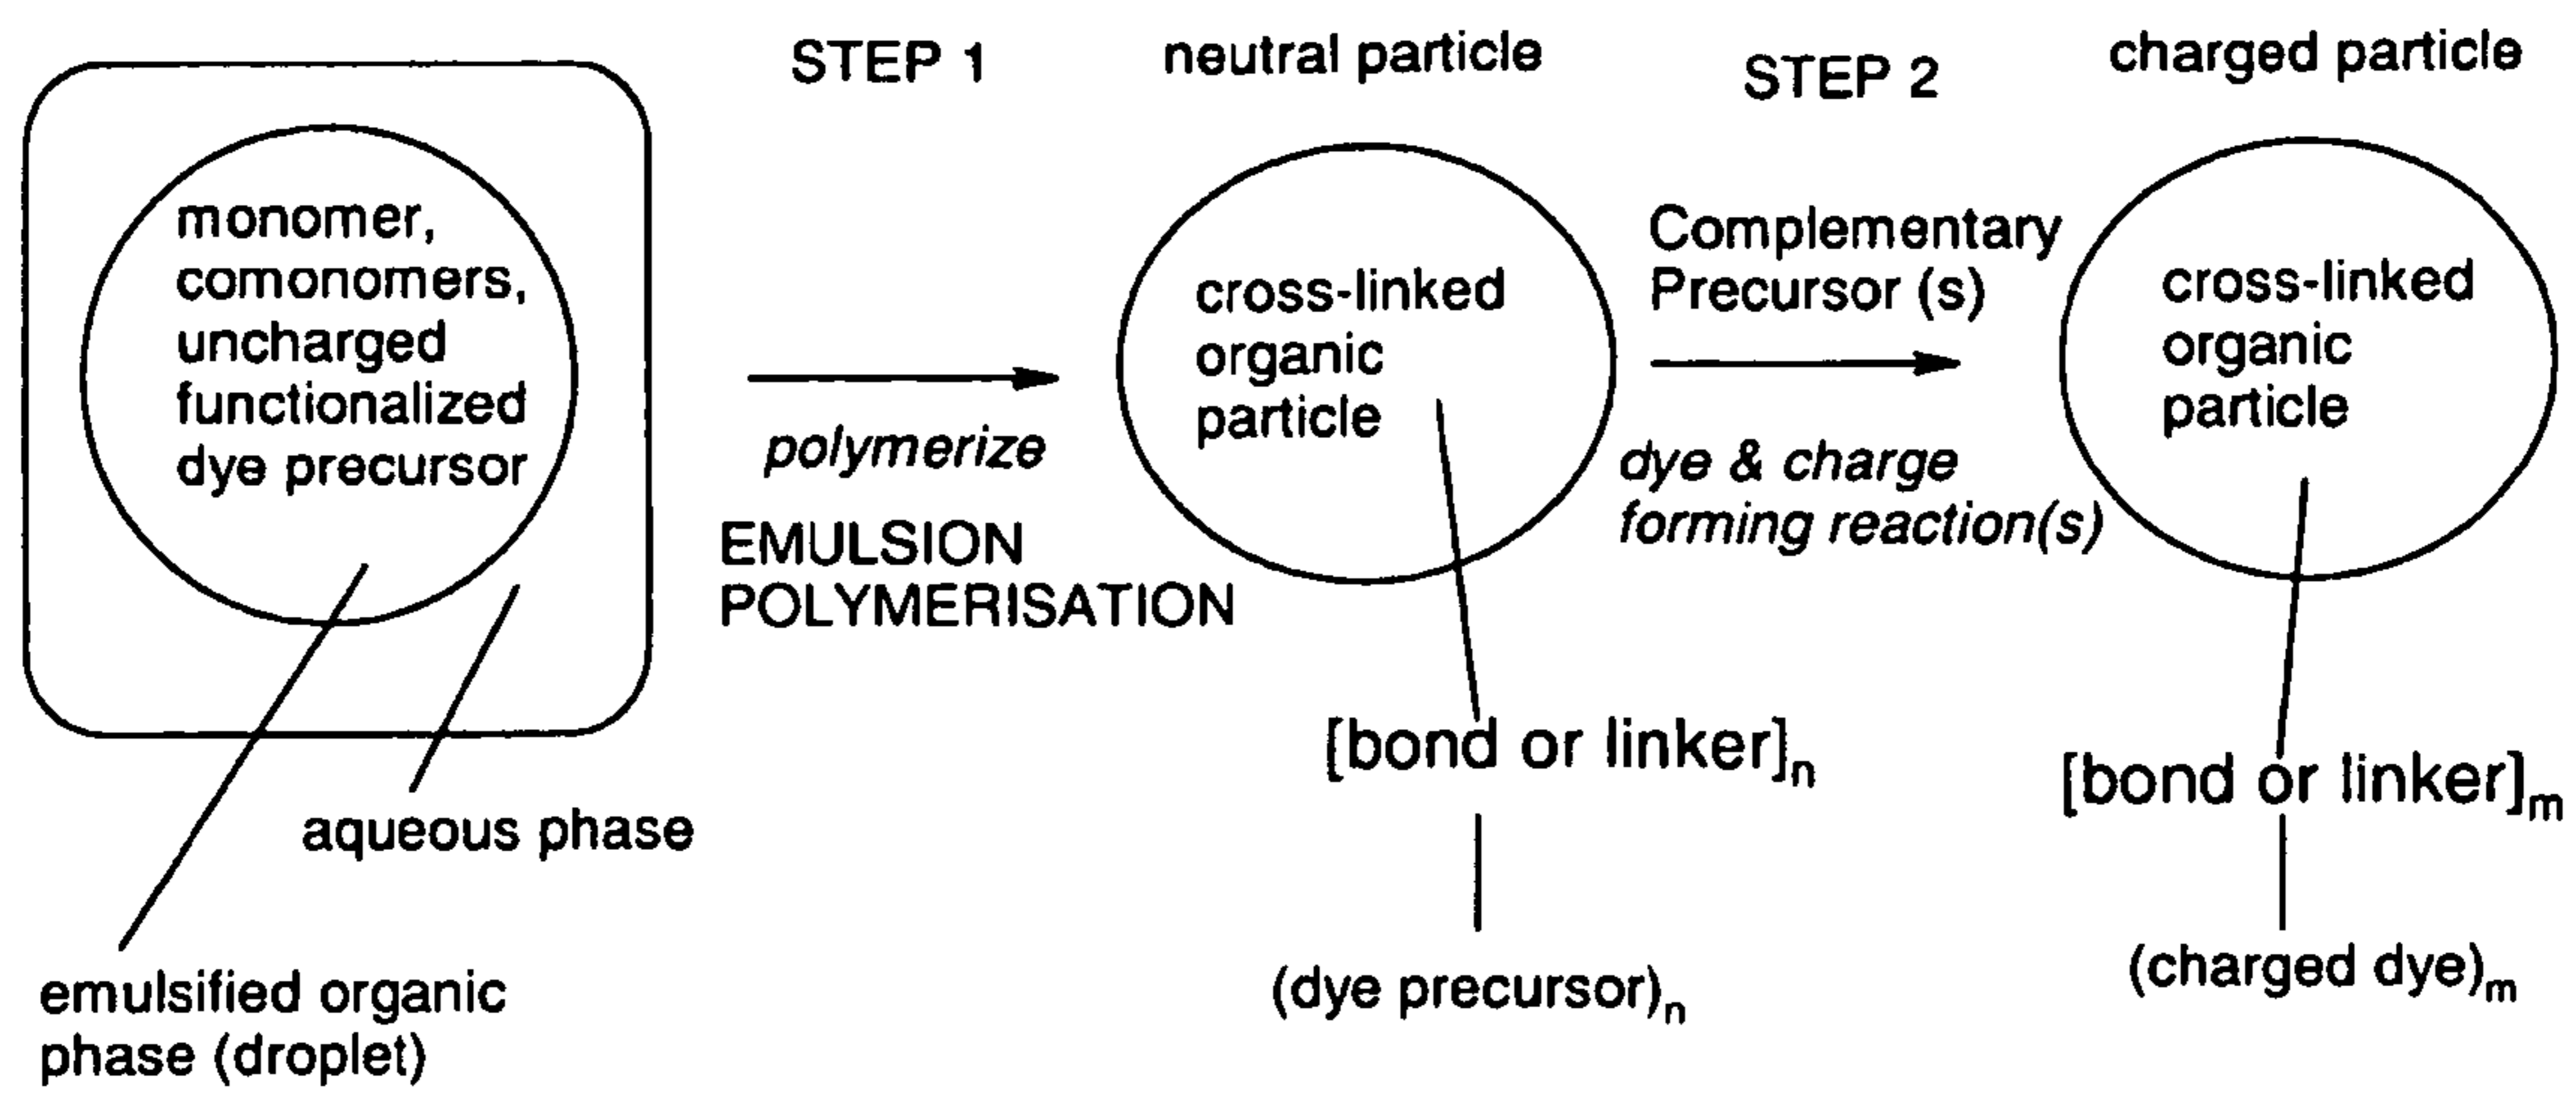 STEP 1
neutral particle
STEP 2
charged particle
monomer,
comonomers,
uncharged
functionalized
dye precursor
polymerize
EMULSION
POLYMERISATION
cross-linked
organic
particle
Complementary
Precursor (s)
dye & charge
forming reaction(s)
cross-linked
organic
particle
aqueous phase
emulsified organic
phase (droplet)
[bond or linker]n
(dye precursor)n
[bond or linker]m
(charged dye)m